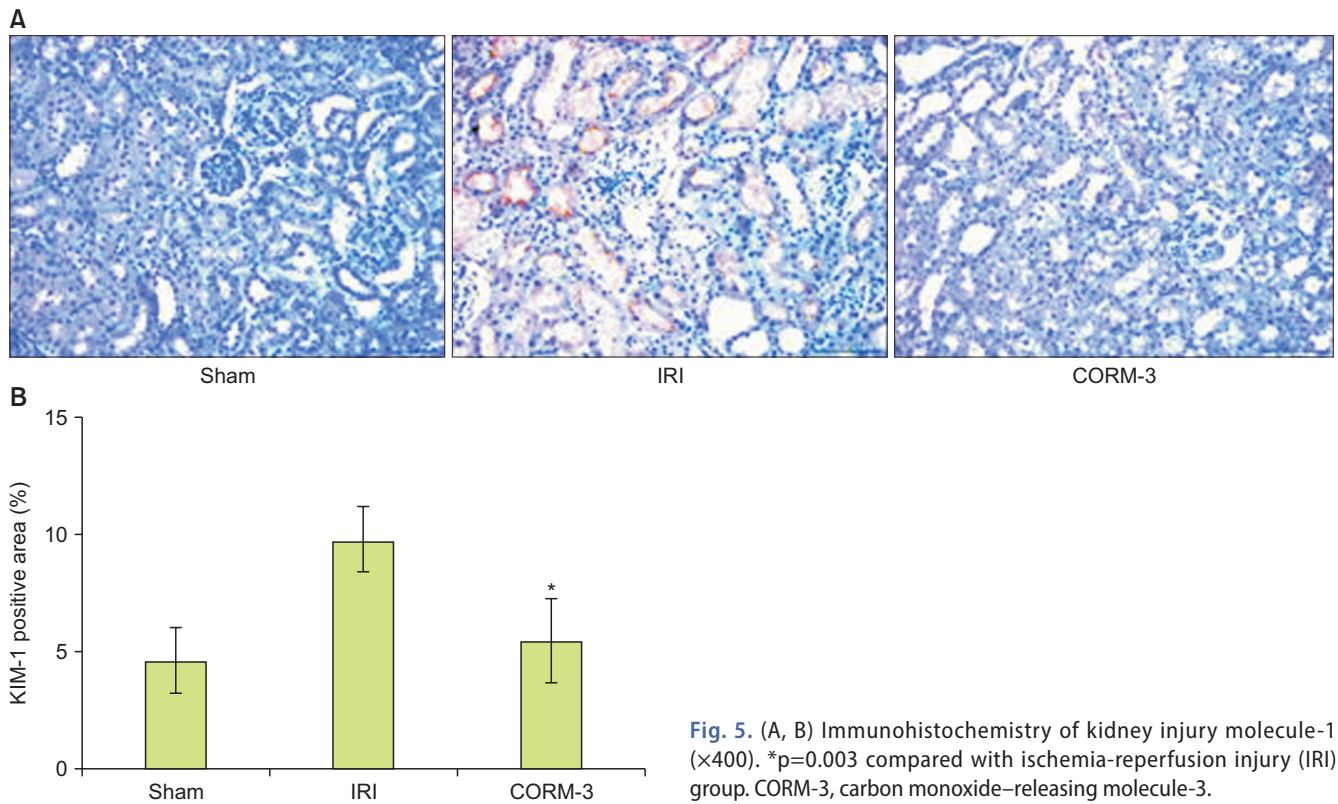 A
Sham IRI CORM-3
B
KIM-1 positive area (%)
15
10
5
0
*
Sham IRI CORM-3
Fig. 5. (A, B) Immunohistochemistry of kidney injury molecule-1
(×400). *p=0.003 compared with ischemia-reperfusion injury (IRI)
group. CORM-3, carbon monoxide–releasing molecule-3.